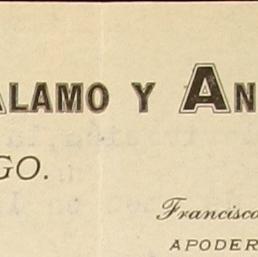 ALAMO Y AN
GO.
Francisco
APODER